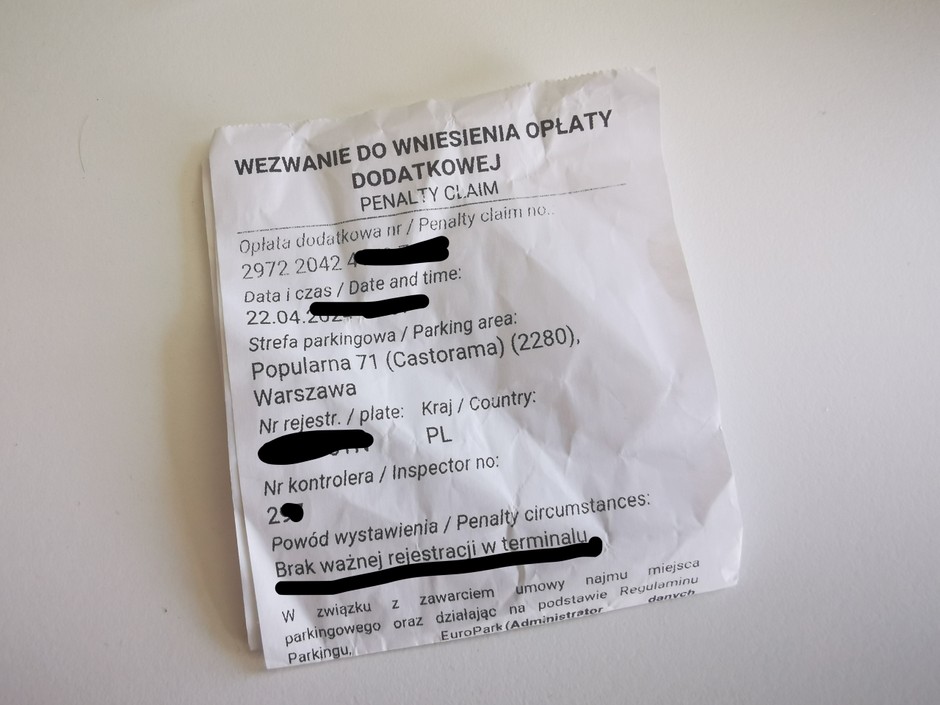 WEZWANIE DO WNIESIENIA OPŁATY
DODATKOWEJ
PENALTY CLAIM
Opłata dodatkowa nr / Penalty claim no..
2972 2042 4
Data i czas / Date and time:
22.04.
Strefa parkingowa / Parking area:
Popularna 71 (Castorama) (2280),
Warszawa
Nr rejestr. / plate: Kraj / Country:
PL
Nr kontrolera / Inspector no:
2
Powód wystawienia / Penalty circumstances:
Brak ważnej rejestracji w terminalu
W związku z zawarciem umowy najmu miejsca
parkingowego oraz działając na podstawie Regulaminu
Parkingu, EuroPark (Administrator danych